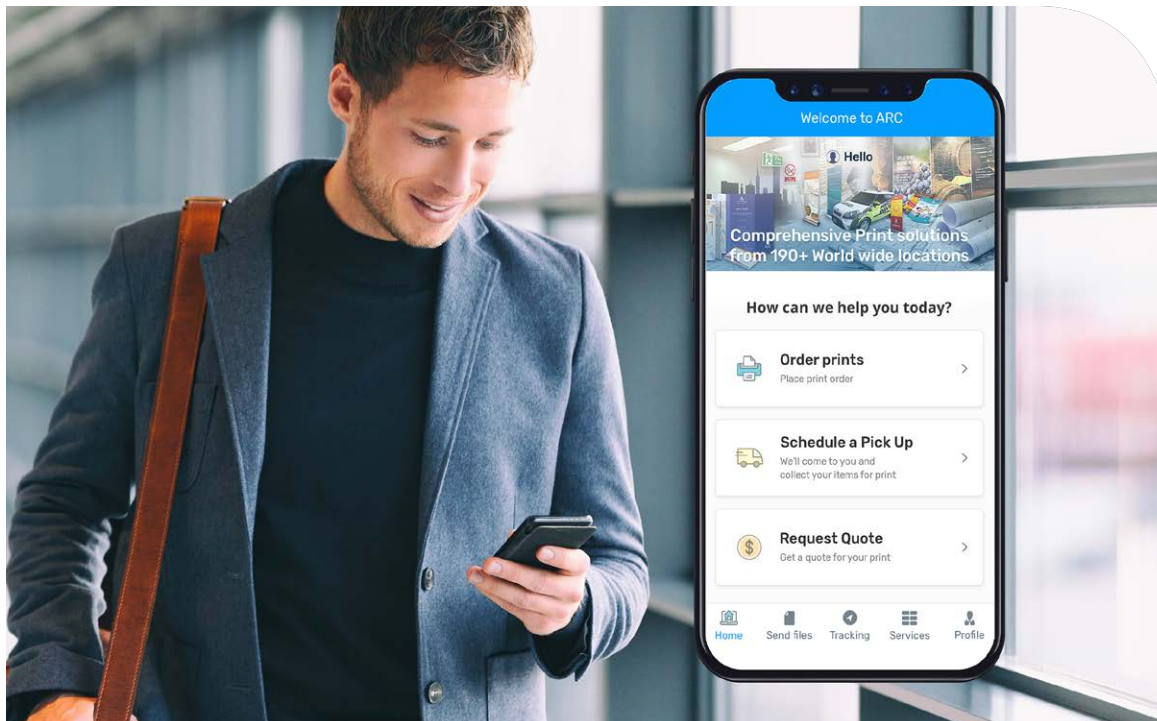 Welcome to ARC
Hello
Comprehensive Print solutions
from 190+ World wide locations
How can we help you today?
Order prints
Place print order
Schedule a Pick Up
We'll come to you and
collect your items for print
Request Quote
Get a quote for your print
Home Send files Tracking Services Profile